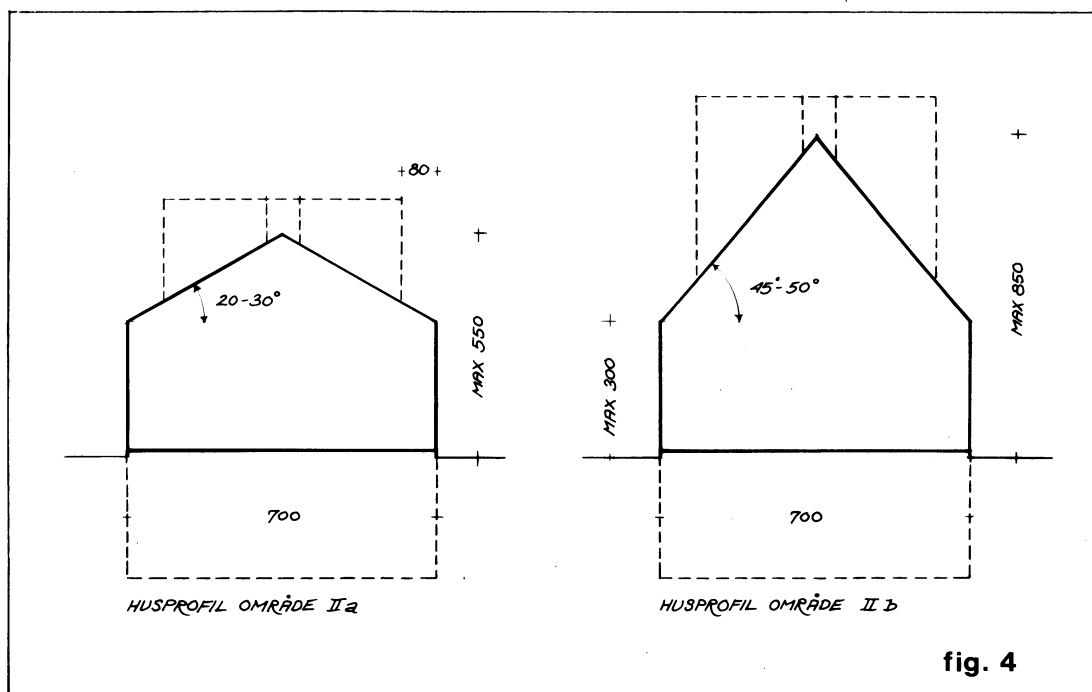 80
20-30°
MAX 550
700
HUSPROFIL OMRÅDE IIa
45°-50°
MAX 300
MAX 850
700
HUSPROFIL OMRÅDE IIb
fig. 4